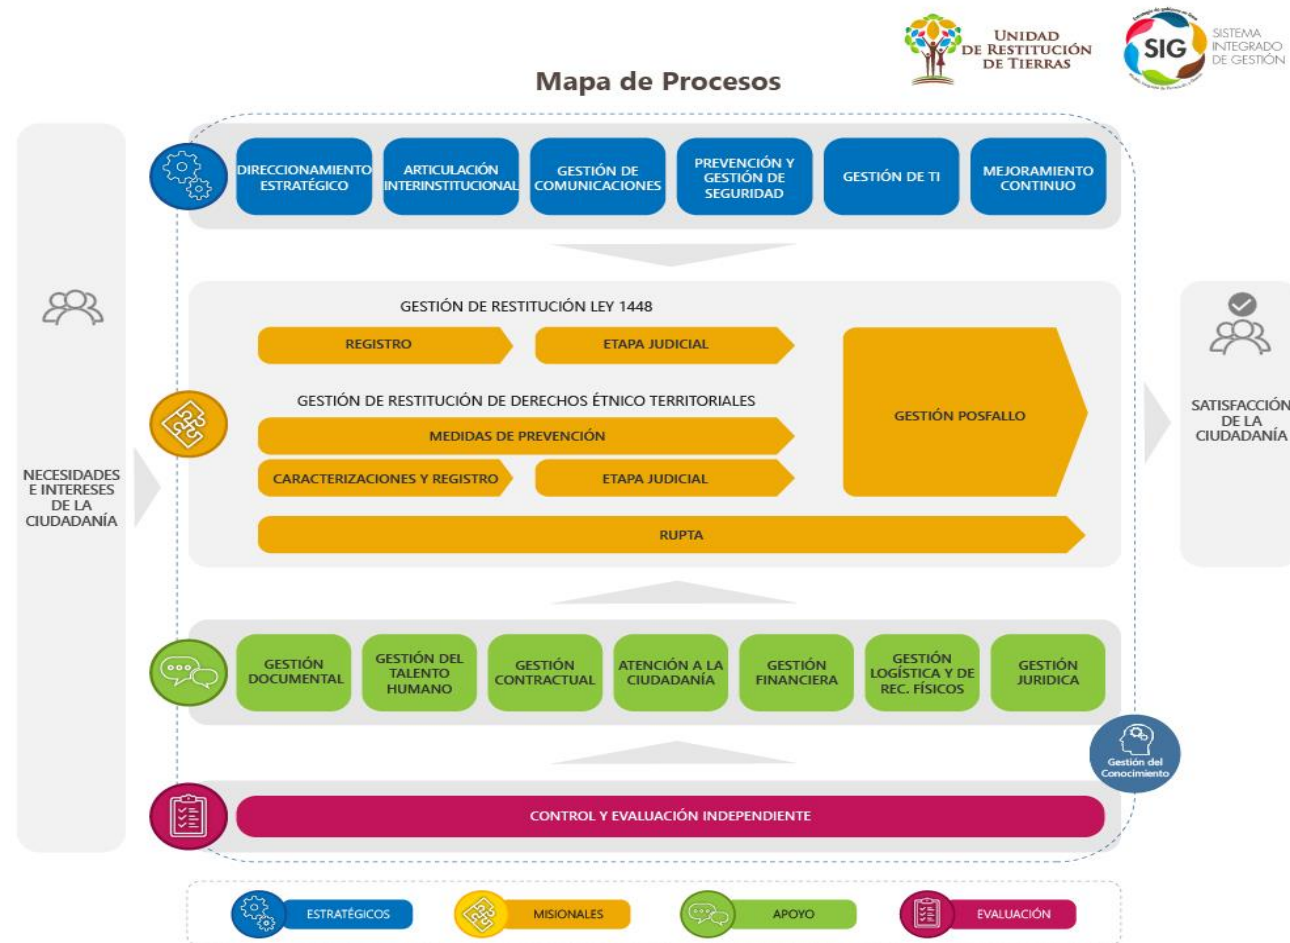 UNIDAD
DE RESTITUCIÓN
DE TIERRAS
SIG
SISTEMA
INTEGRADO
DE GESTIÓN
Mapa de Procesos
DIRECCIONAMIENTO
ESTRATÉGICO
ARTICULACIÓN
INTERINSTITUCIONAL
GESTIÓN DE
COMUNICACIONES
PREVENCIÓN Y
GESTIÓN DE
SEGURIDAD
GESTIÓN DE TI
MEJORAMIENTO
CONTINUO
NECESIDADES
E INTERESES
DE LA
CIUDADANÍA
GESTIÓN DE RESTITUCIÓN LEY 1448
REGISTRO
ETAPA JUDICIAL
GESTIÓN DE RESTITUCIÓN DE DERECHOS ÉTNICO TERRITORIALES
MEDIDAS DE PREVENCIÓN
CARACTERIZACIONES Y REGISTRO
ETAPA JUDICIAL
GESTIÓN POSFALLO
RUPTA
SATISFACCIÓN
DE LA
CIUDADANÍA
GESTIÓN
DOCUMENTAL
GESTIÓN DEL
TALENTO
HUMANO
GESTIÓN
CONTRACTUAL
ATENCIÓN A LA
CIUDADANÍA
GESTIÓN
FINANCIERA
GESTIÓN
LOGÍSTICA Y DE
REC. FÍSICOS
GESTIÓN
JURIDICA
Gestión del
Conocimiento
CONTROL Y EVALUACIÓN INDEPENDIENTE
ESTRATÉGICOS
MISIONALES
APOYO
EVALUACIÓN